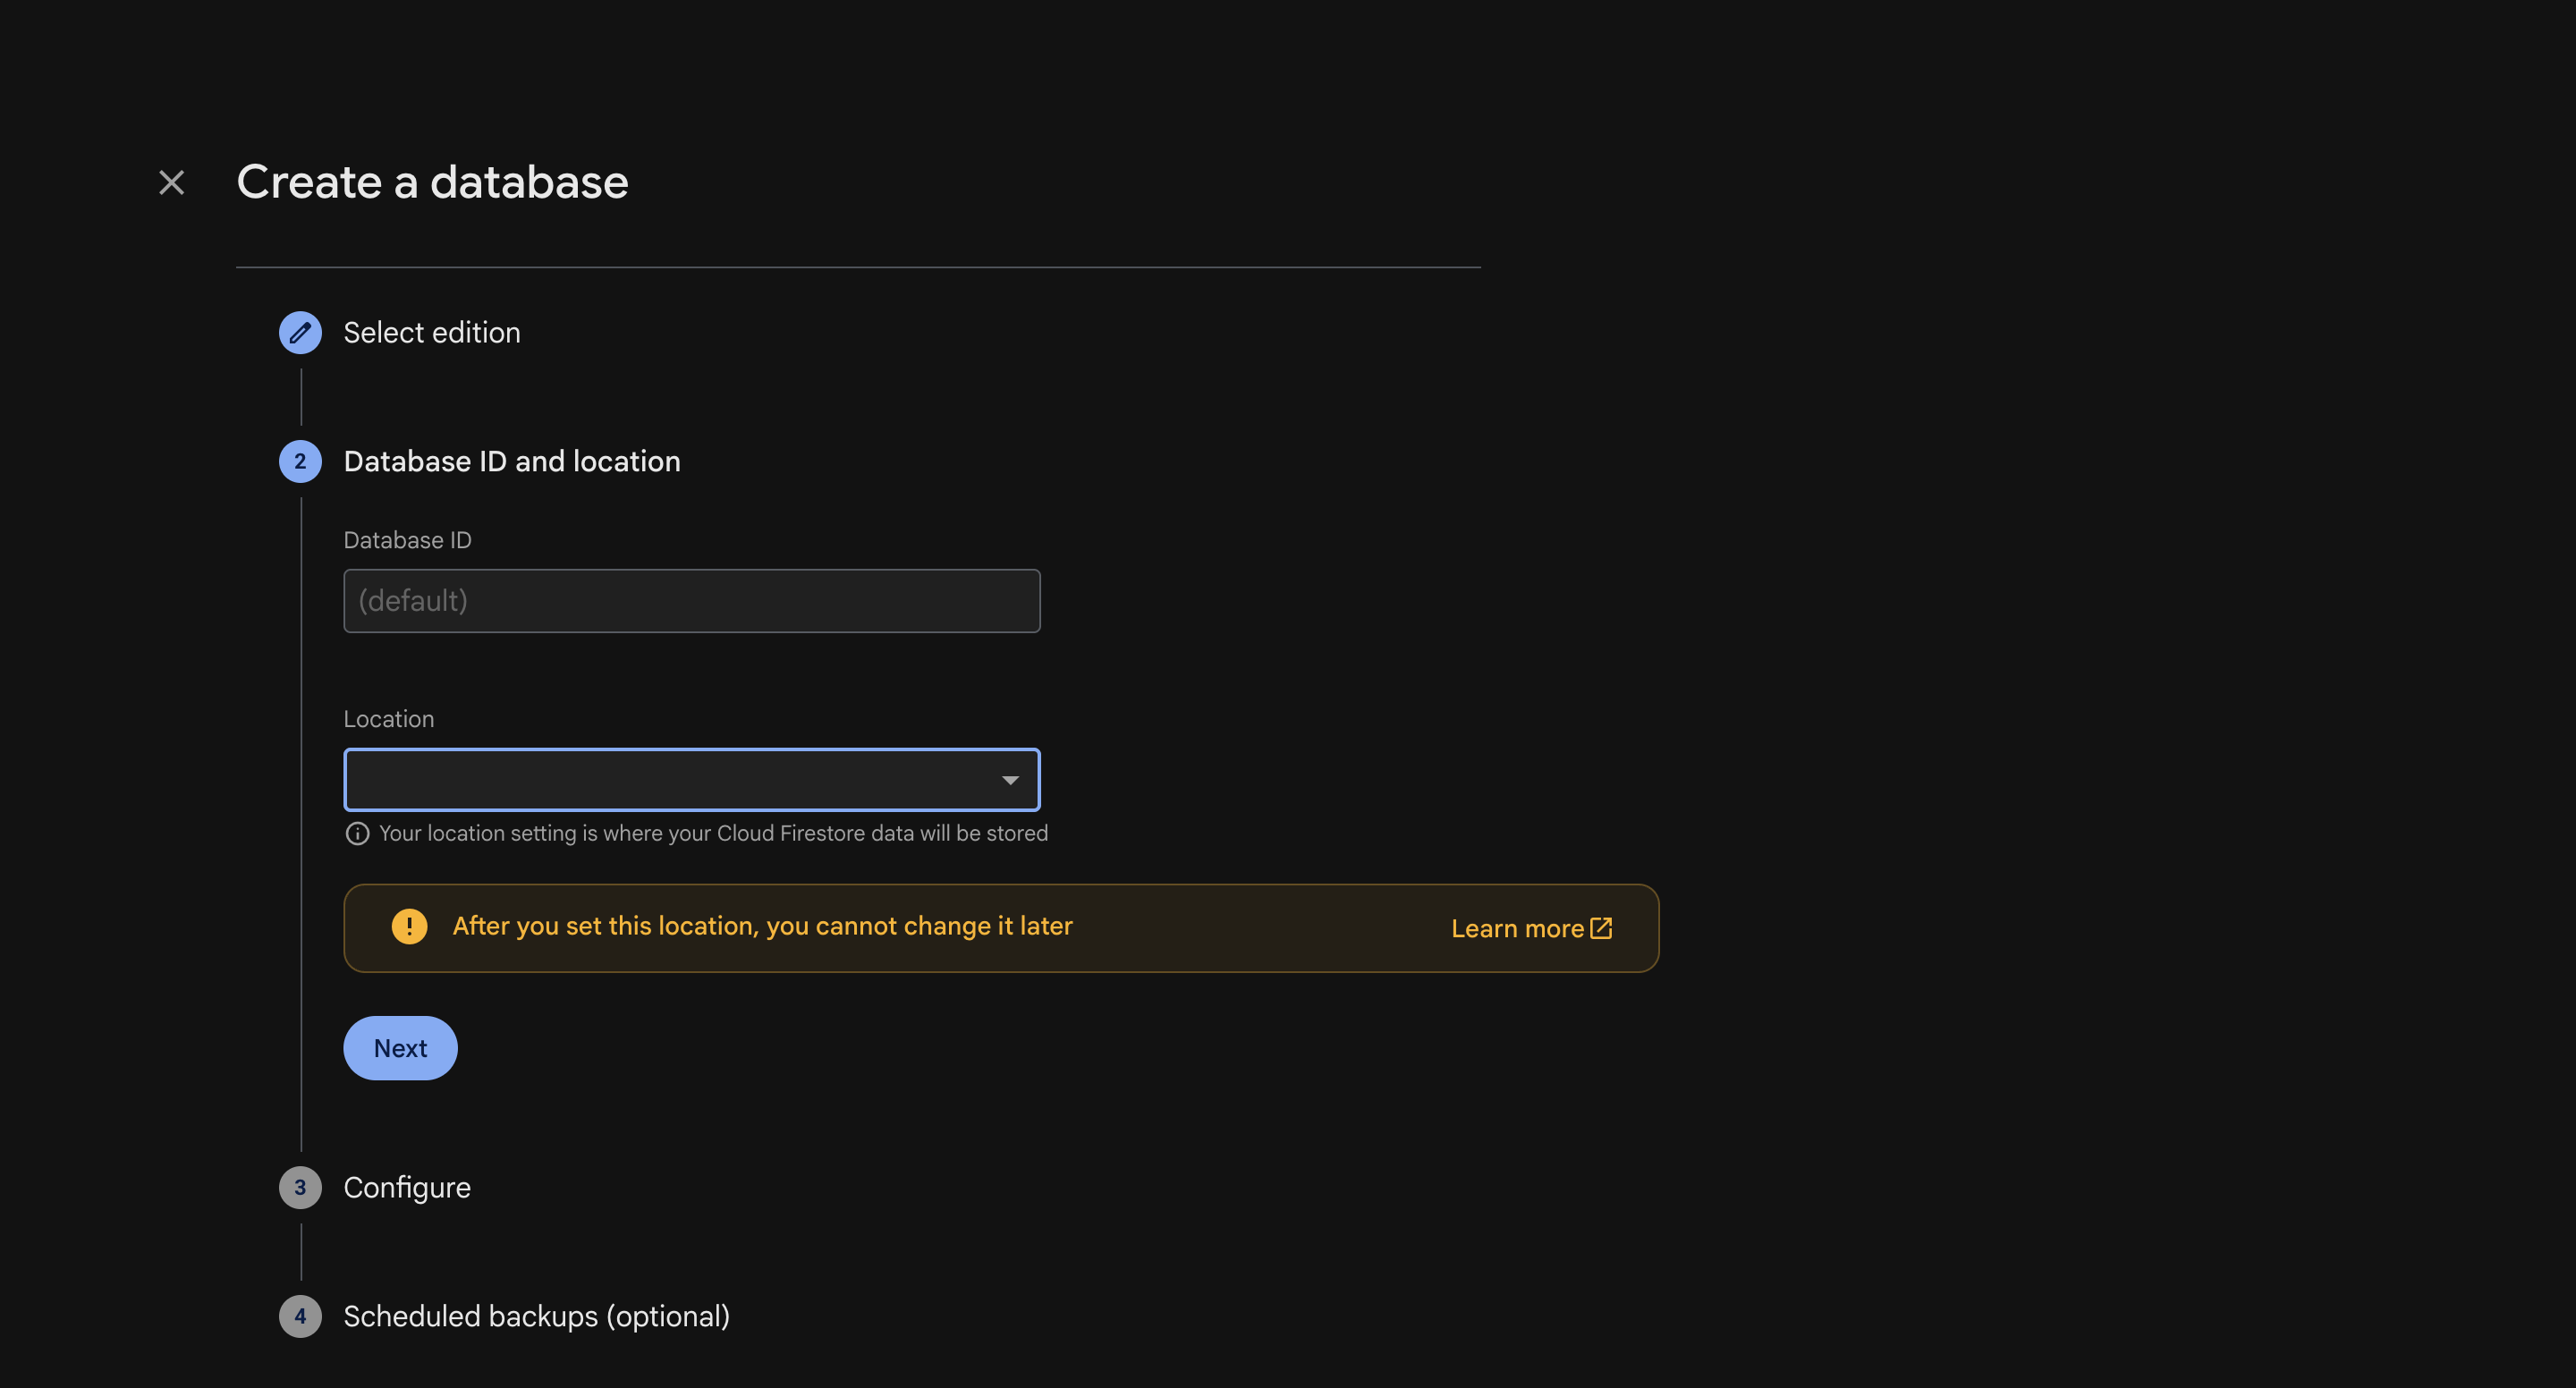 Create a database
Select edition
2 Database ID and location
Database ID
(default)
Location
Your location setting is where your Cloud Firestore data will be stored
After you set this location, you cannot change it later Learn more
Next
3 Configure
4 Scheduled backups (optional)